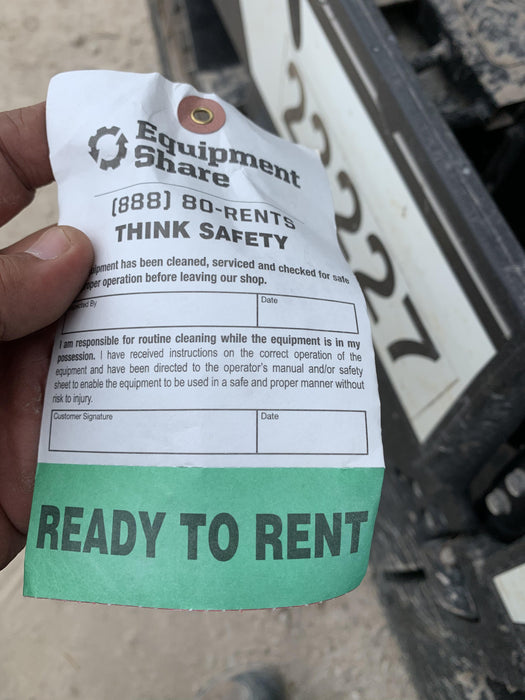 Equipment
Share
(888) 80-RENTS
THINK SAFETY
has been cleaned, serviced and checked for safe
operation before leaving our shop.
By
Date
I am responsible for routine cleaning while the equipment is in my
possession. I have received instructions on the correct operation of the
equipment and have been directed to the operator's manual and/or safety
sheet to enable the equipment to be used in a safe and proper manner without
risk to injury.
Customer Signature
Date
READY TO RENT
2227